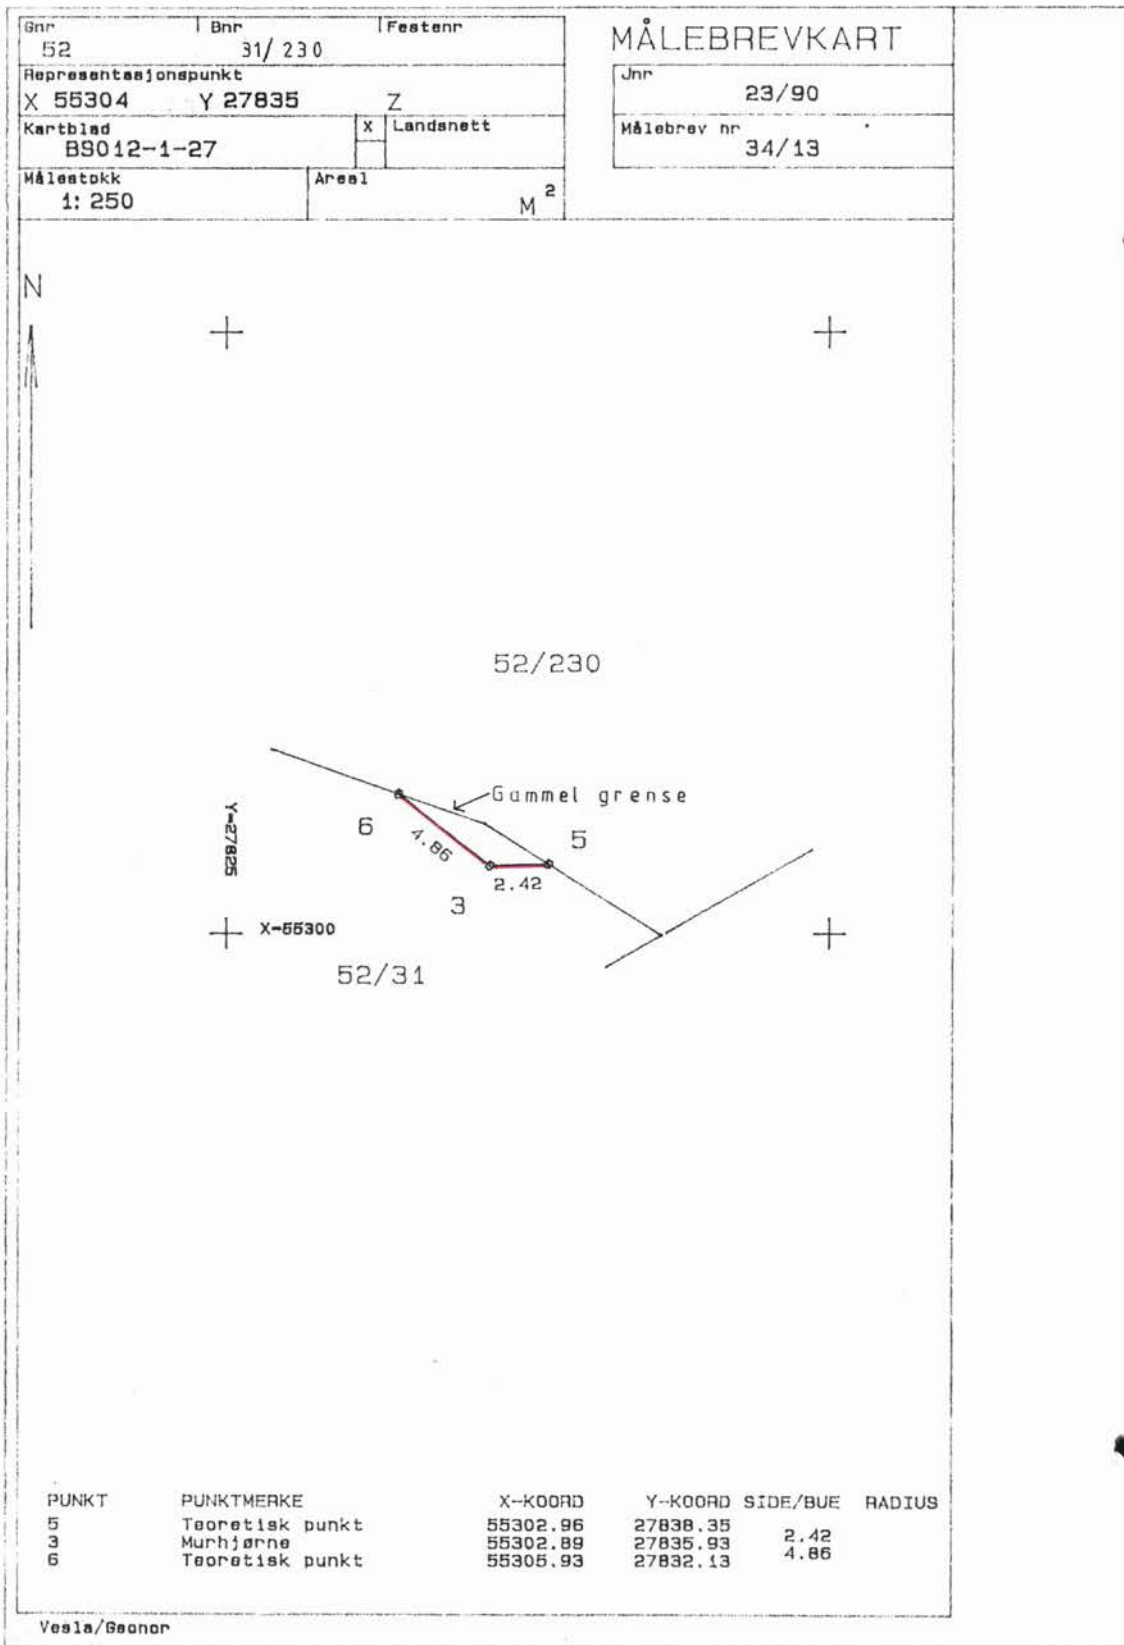 Gnr Bnr Festenr
52 31/230
MÅLEBREVKART
Representasjonspunkt
X 55304 Y 27835 Z
Jnr
23/90
Kartblad X Landsnett
BS012-1-27
Målebrev nr
34/13
Målestokk Areal
1: 250 M 2
N
52/230
Gammel grense
6
4.86
5
2.42
3
Y=27825
X=55300
52/31
PUNKT PUNKTMERKE X-KOORD Y-KOORD SIDE/BUE RADIUS
5 Teoretisk punkt 55302.96 27838.35
2.42
3 Murhjørne 55302.89 27835.93
4.86
6 Teoretisk punkt 55305.93 27832.13
Vesla/Geonor